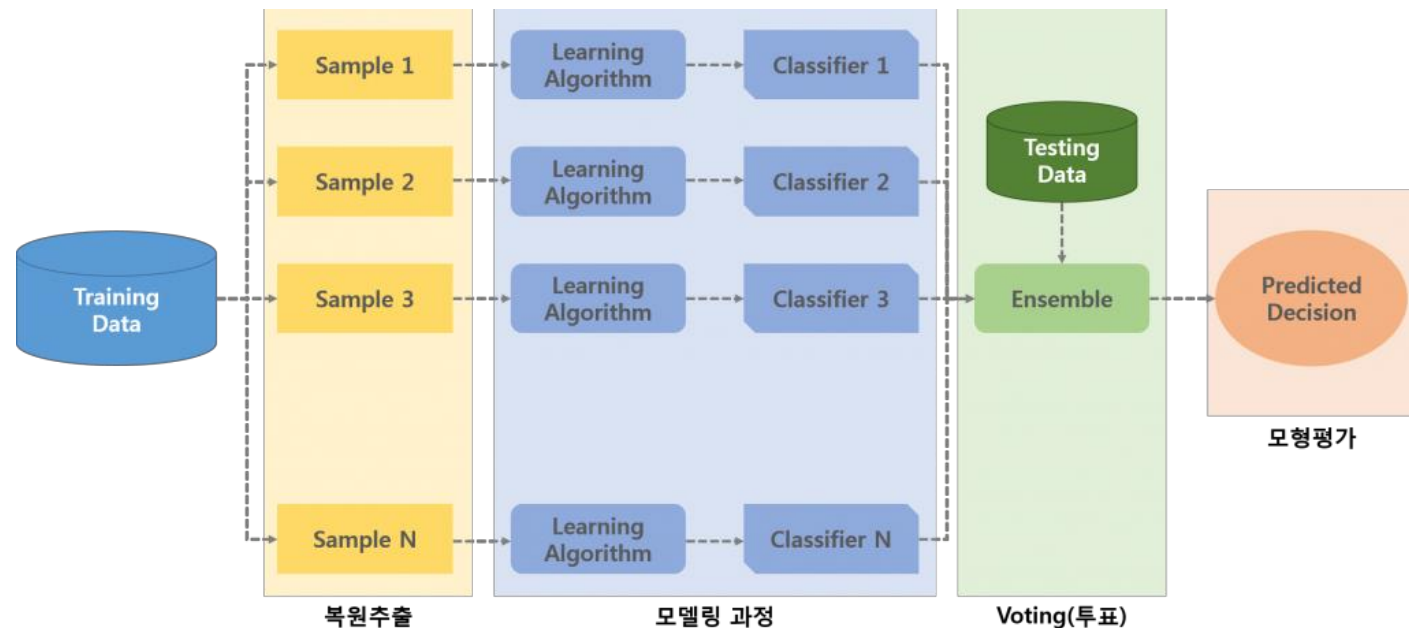 Training
Data
Sample 1
Learning
Algorithm
Classifier 1
Sample 2
Learning
Algorithm
Classifier 2
Sample 3
Learning
Algorithm
Classifier 3
Sample N
Learning
Algorithm
Classifier N
Testing
Data
Ensemble
Predicted
Decision
복원추출
모델링 과정
Voting(투표)
모형평가